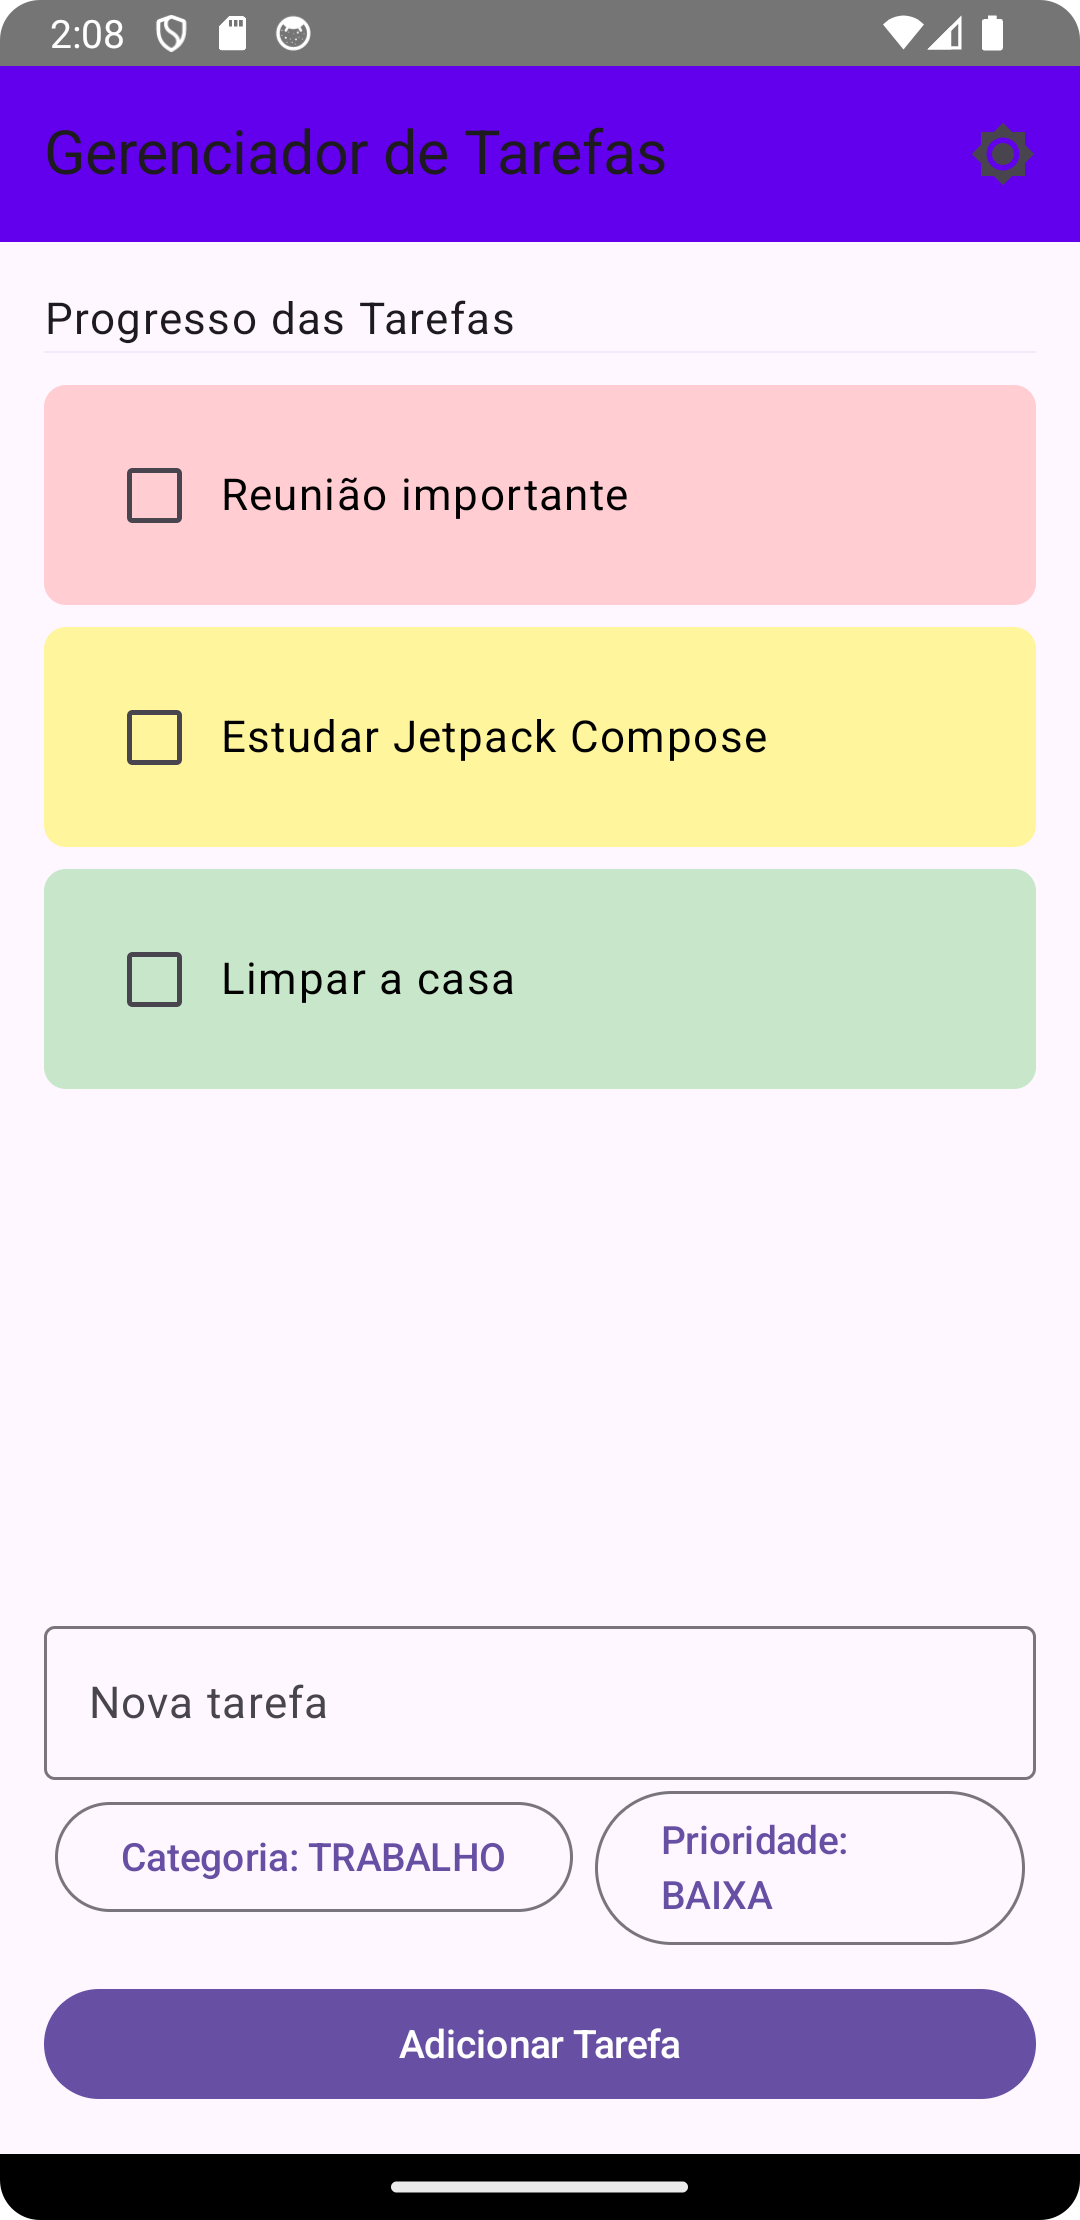 2:08
Gerenciador de Tarefas
Progresso das Tarefas
Reunião importante
Estudar Jetpack Compose
Limpar a casa
Nova tarefa
Categoria: TRABALHO
Prioridade:
BAIXA
Adicionar Tarefa